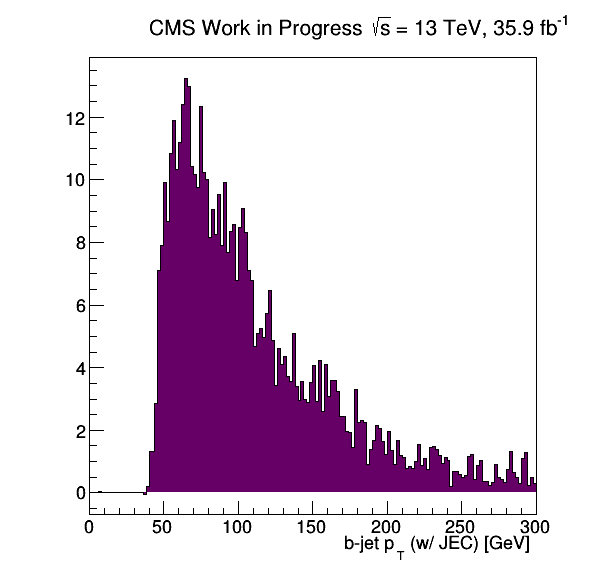 CMS Work in Progress √s = 13 TeV, 35.9 fb⁻¹
12
10
8
6
4
2
0
0 50 100 150 200 250 300
b-jet p_T (w/ JEC) [GeV]